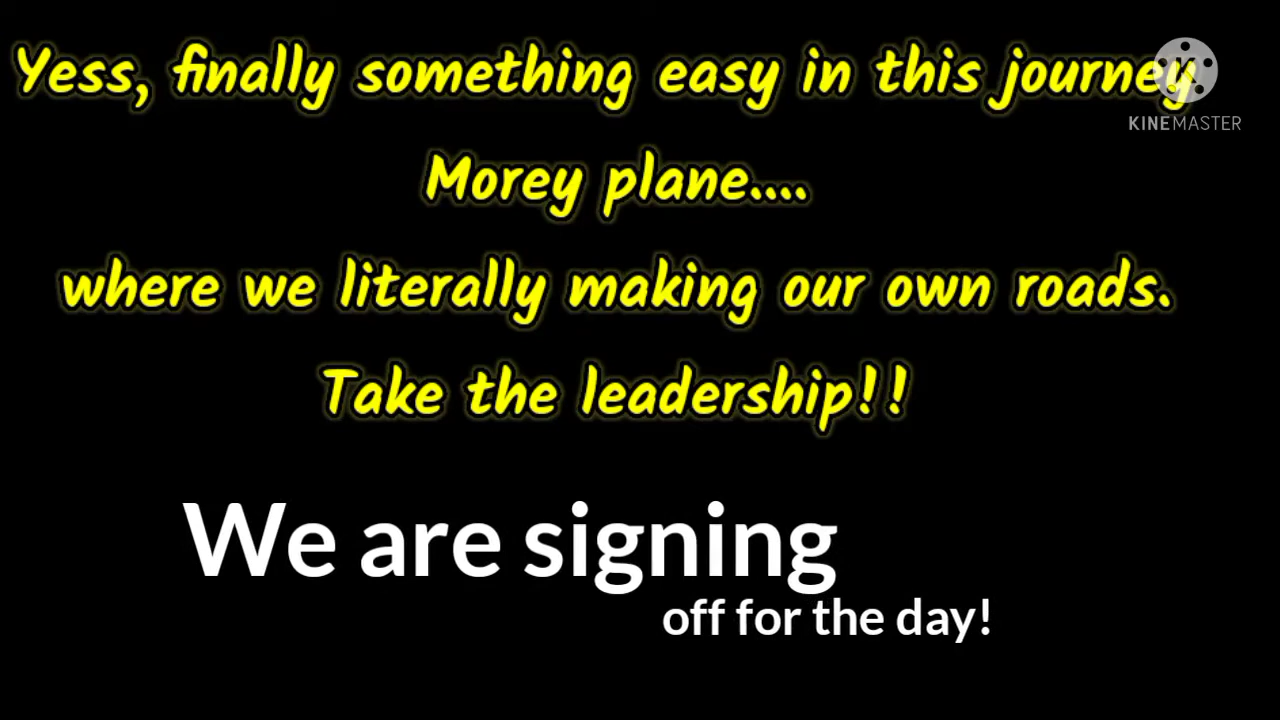 Yess, finally something easy in this journey
KINEMASTER
Morey plane....
where we literally making our own roads.
Take the leadership!!
We are signing
off for the day!